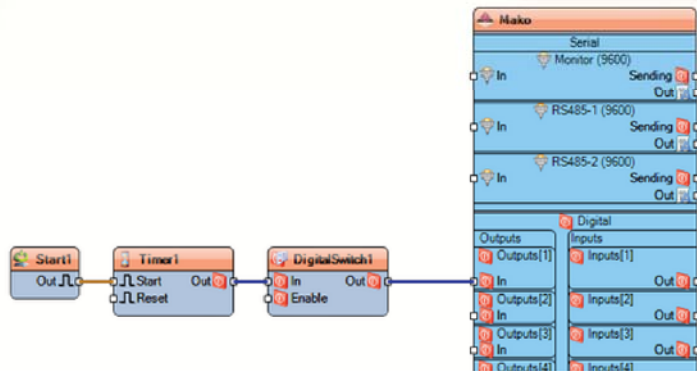 Mako
Serial
Monitor (9600)
In Sending
Out
RS485-1 (9600)
In Sending
Out
RS485-2 (9600)
In Sending
Out
Digital
Outputs Inputs
Outputs[1] Inputs[1]
In Out
Outputs[2] Inputs[2]
In Out
Outputs[3] Inputs[3]
In Out
Outputs[4] Inputs[4]
Start1
Out
Timer1
Start Out
Reset
DigitalSwitch1
In Out
Enable